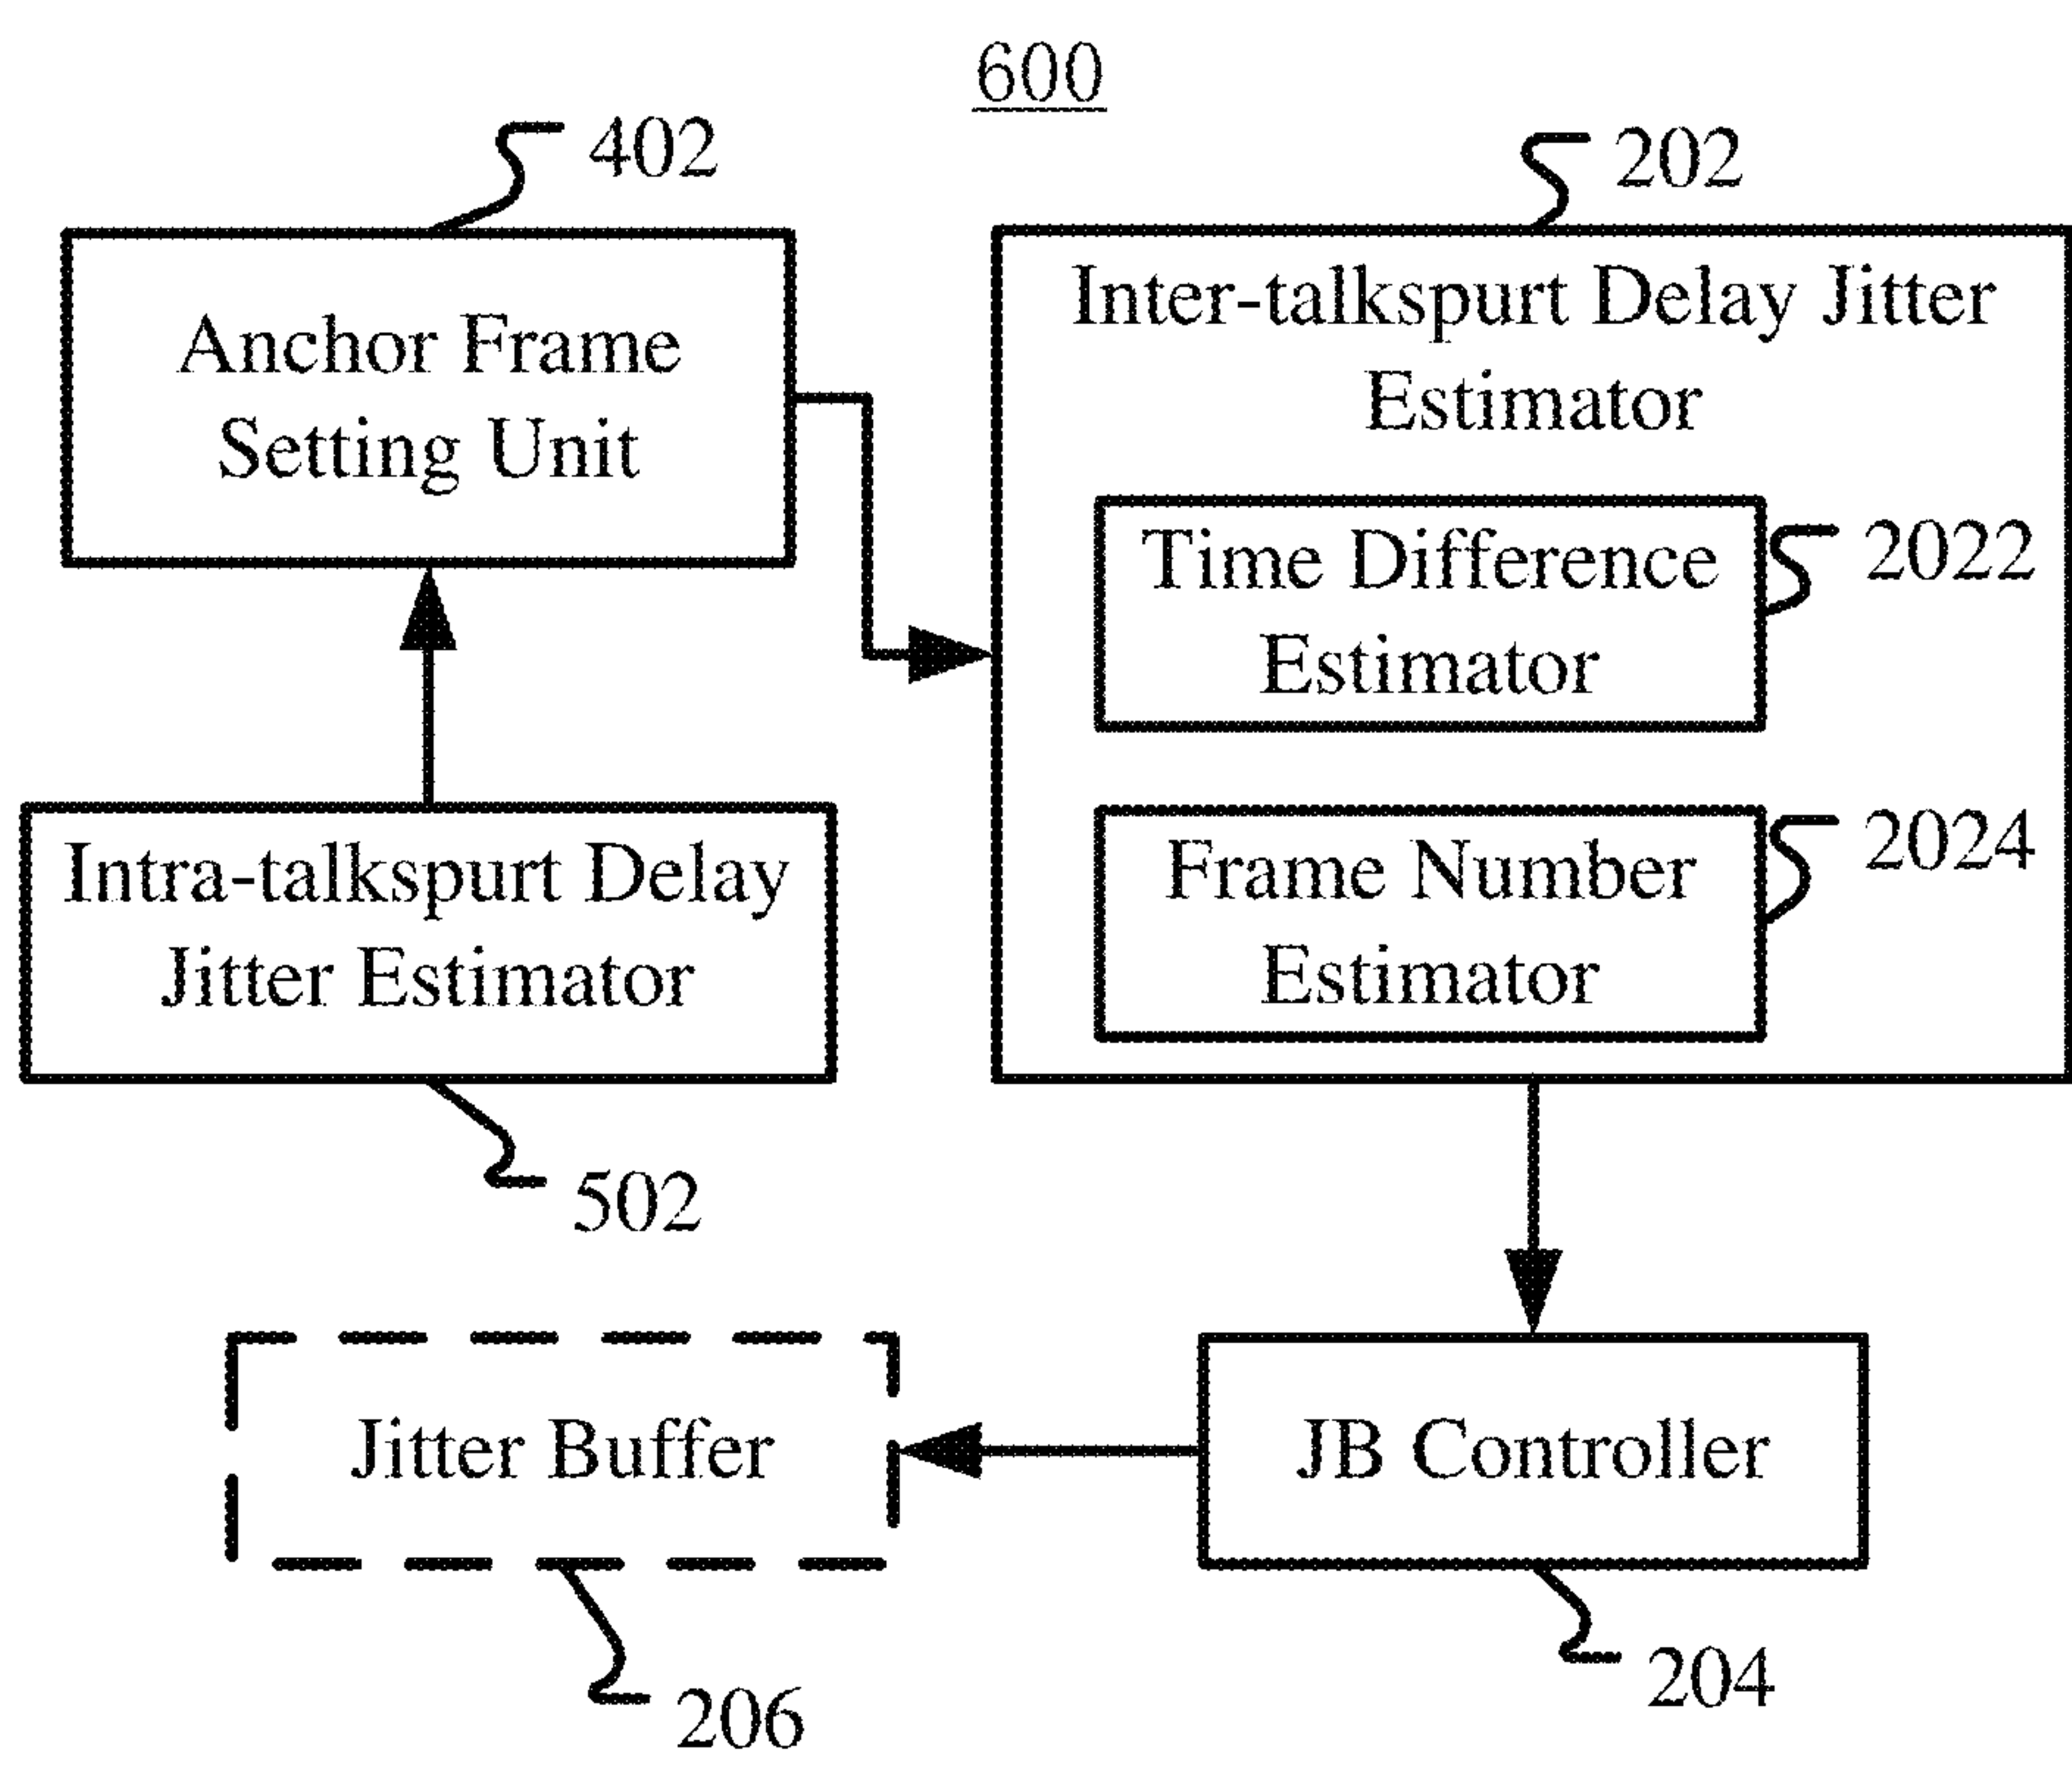 600
402
202
Anchor Frame
Setting Unit
Inter-talkspurt Delay Jitter
Estimator
Time Difference
Estimator
2022
Frame Number
Estimator
2024
Intra-talkspurt Delay
Jitter Estimator
502
Jitter Buffer
JB Controller
206
204